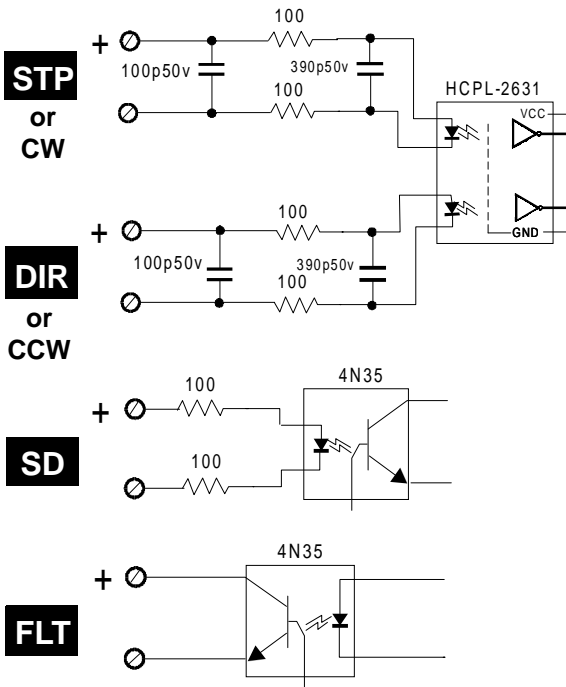 100
+
STP
or
CW
100p50v
390p50v
100
HCPL-2631
VCC
GND
100
+
DIR
or
CCW
100p50v
390p50v
100
4N35
100
+
SD
100
4N35
+
FLT